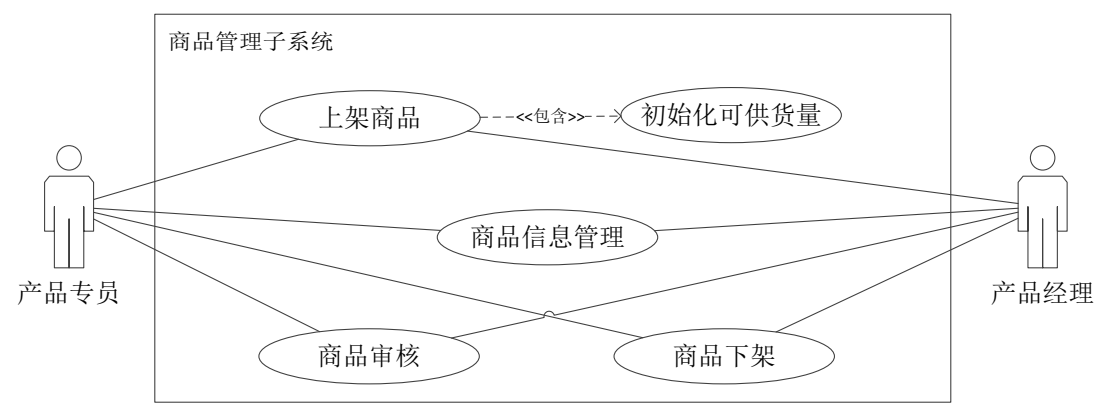 商品管理子系统
上架商品
<<包含>>
初始化可供货量
商品信息管理
产品专员
产品经理
商品审核
商品下架